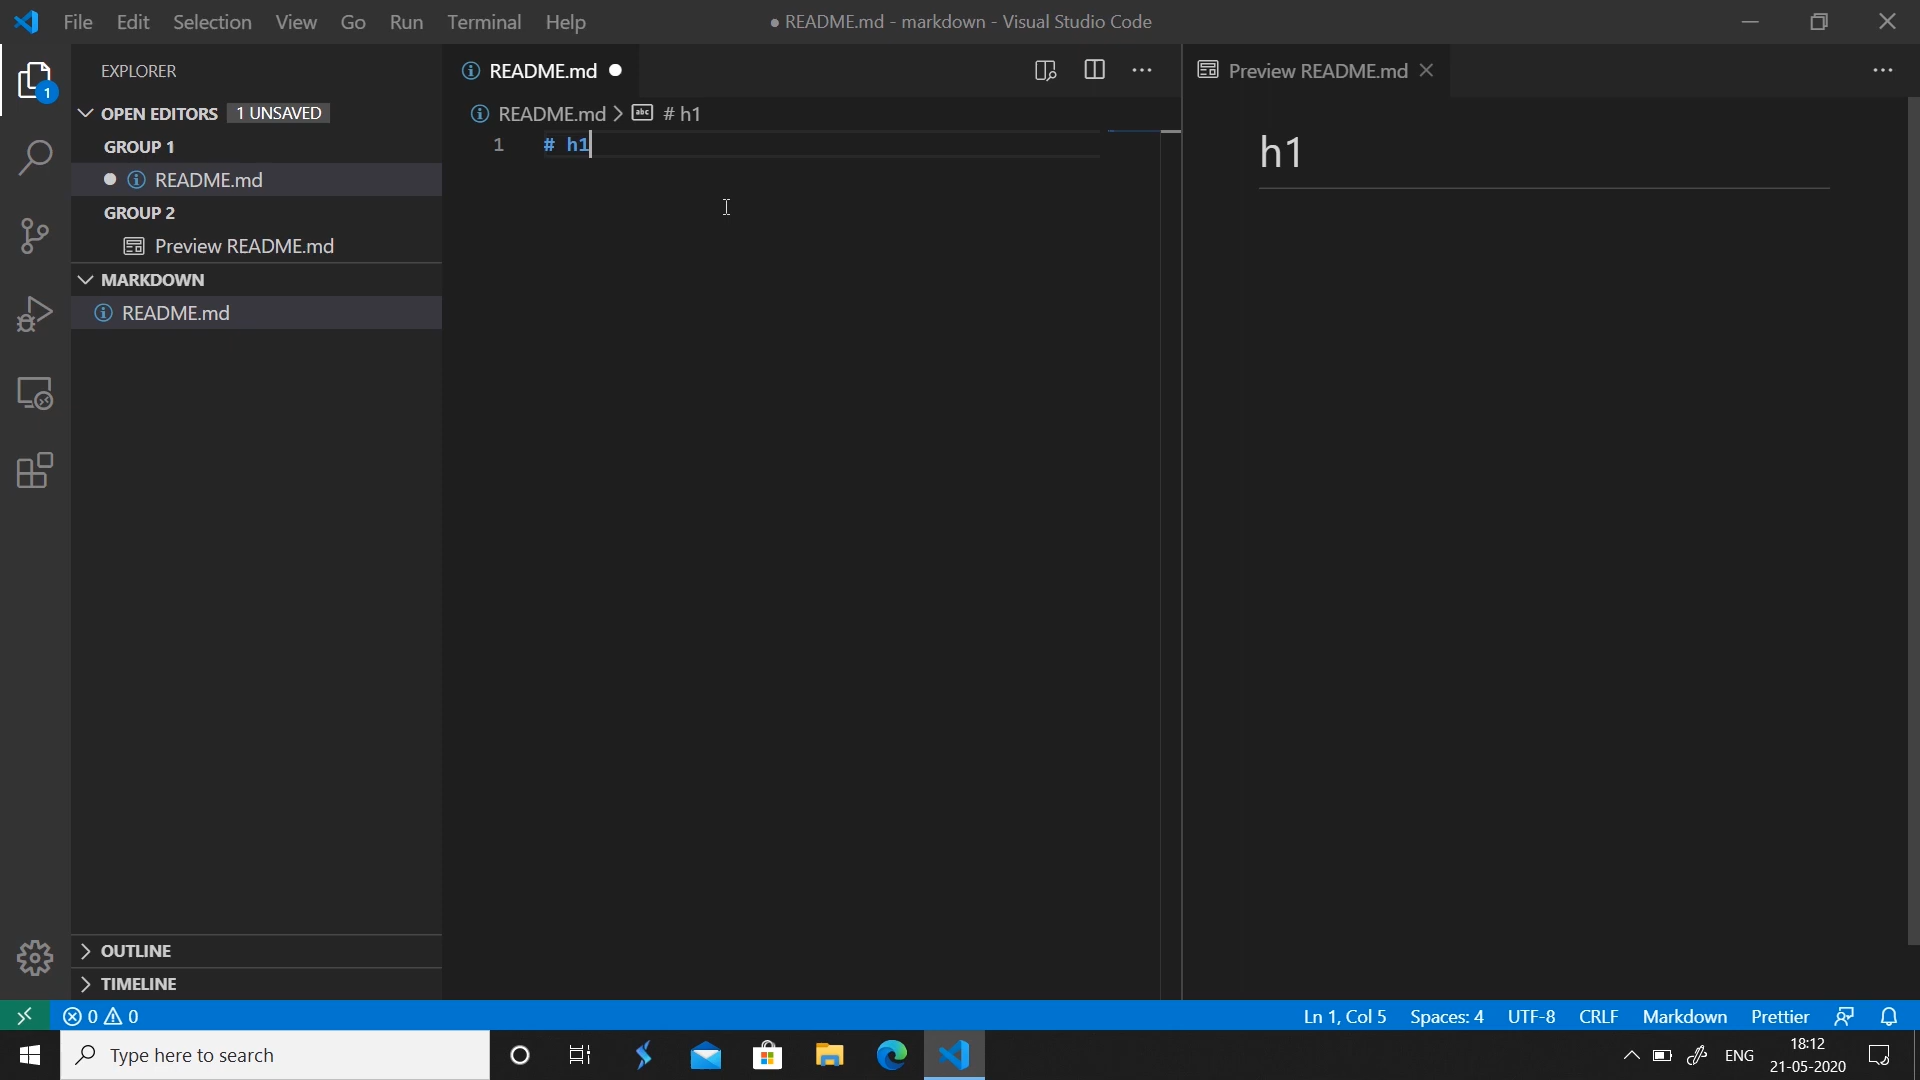 File Edit Selection View Go Run Terminal Help ● README.md - markdown - Visual Studio Code
EXPLORER
1
OPEN EDITORS 1 UNSAVED
GROUP 1
README.md
GROUP 2
Preview README.md
MARKDOWN
README.md
OUTLINE
TIMELINE
README.md
README.md > abc # h1
1 # h1
Preview README.md
h1
0 0
Ln 1, Col 5 Spaces: 4 UTF-8 CRLF Markdown Prettier
Type here to search
ENG
18:12
21-05-2020